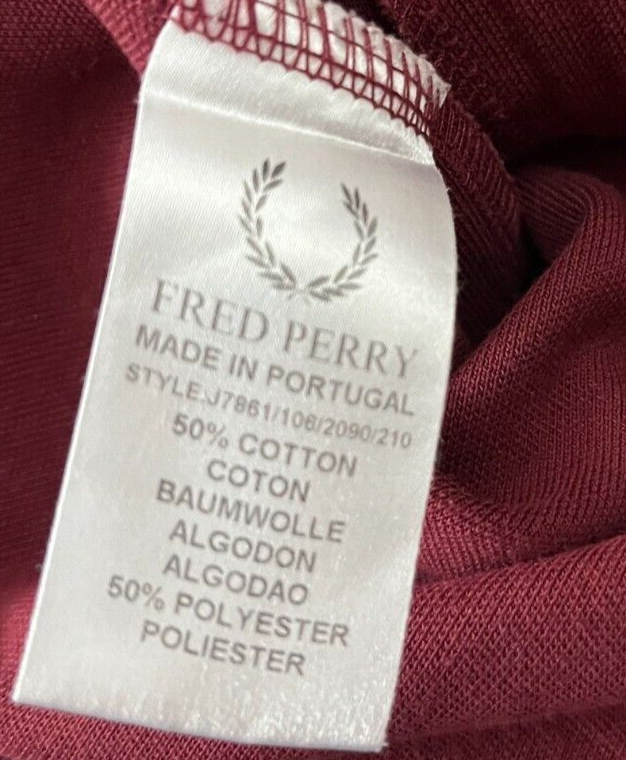 FRED PERRY
MADE IN PORTUGAL
STYLE:J7861/106/2090/210
50% COTTON
COTON
BAUMWOLLE
ALGODON
ALGODAO
50% POLYESTER
POLIESTER